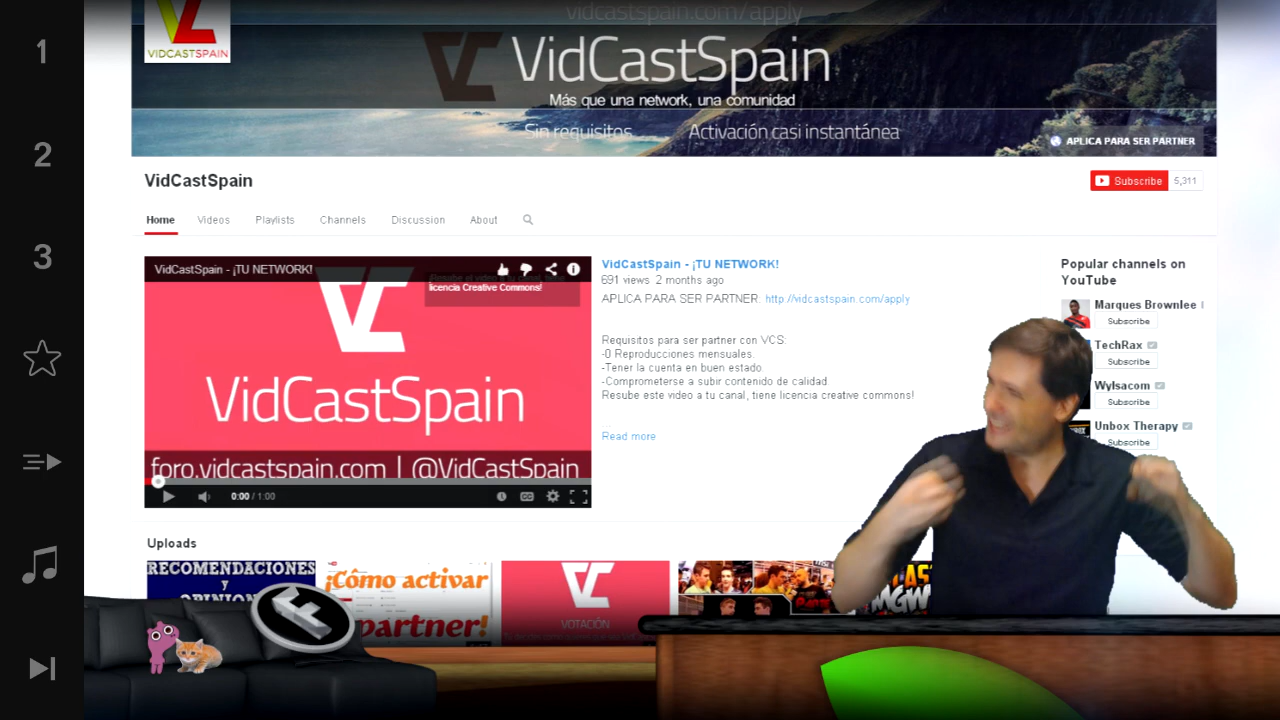 1
2
3
vidcastspain.com/apply
VIDCASTSPAIN
VidCastSpain
Más que una network, una comunidad
Sin requisitos
Activación casi instantánea
APLICA PARA SER PARTNER
VidCastSpain
Subscribe 5,311
Home Videos Playlists Channels Discussion About
VidCastSpain - ¡TU NETWORK!
licencia Creative Commons!
VidCastSpain
foro.vidcastspain.com | @VidCastSpain
0:00 / 1:00
VidCastSpain - ¡TU NETWORK!
691 views 2 months ago
APLICA PARA SER PARTNER: http://vidcastspain.com/apply
Requisitos para ser partner con VCS:
-0 Reproducciones mensuales.
-Tener la cuenta en buen estado
-Comprometerse a subir contenido de calidad.
Resube este video a tu canal, tiene licencia creative commons!
Read more
Popular channels on
YouTube
Marques Brownlee
Subscribe
TechRax
Subscribe
Wylsacom
Subscribe
Unbox Therapy
Subscribe
Uploads
RECOMENDACIONES
y
¡Cómo activar
partner!
VOTACIÓN